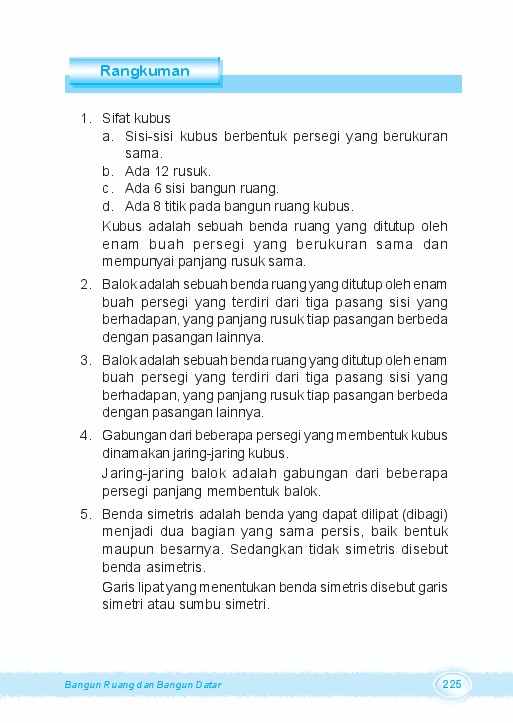 Rangkuman
1. Sifat kubus
a. Sisi-sisi kubus berbentuk persegi yang berukuran
sama.
b. Ada 12 rusuk.
c. Ada 6 sisi bangun ruang.
d. Ada 8 titik pada bangun ruang kubus.
Kubus adalah sebuah benda ruang yang ditutup oleh
enam buah persegi yang berukuran sama dan
mempunyai panjang rusuk sama.
2. Balok adalah sebuah benda ruang yang ditutup oleh enam
buah persegi yang terdiri dari tiga pasang sisi yang
berhadapan, yang panjang rusuk tiap pasangan berbeda
dengan pasangan lainnya.
3. Balok adalah sebuah benda ruang yang ditutup oleh enam
buah persegi yang terdiri dari tiga pasang sisi yang
berhadapan, yang panjang rusuk tiap pasangan berbeda
dengan pasangan lainnya.
4. Gabungan dari beberapa persegi yang membentuk kubus
dinamakan jaring-jaring kubus.
Jaring-jaring balok adalah gabungan dari beberapa
persegi panjang membentuk balok.
5. Benda simetris adalah benda yang dapat dilipat (dibagi)
menjadi dua bagian yang sama persis, baik bentuk
maupun besarnya. Sedangkan tidak simetris disebut
benda asimetris.
Garis lipat yang menentukan benda simetris disebut garis
simetri atau sumbu simetri.
Bangun Ruang dan Bangun Datar
225